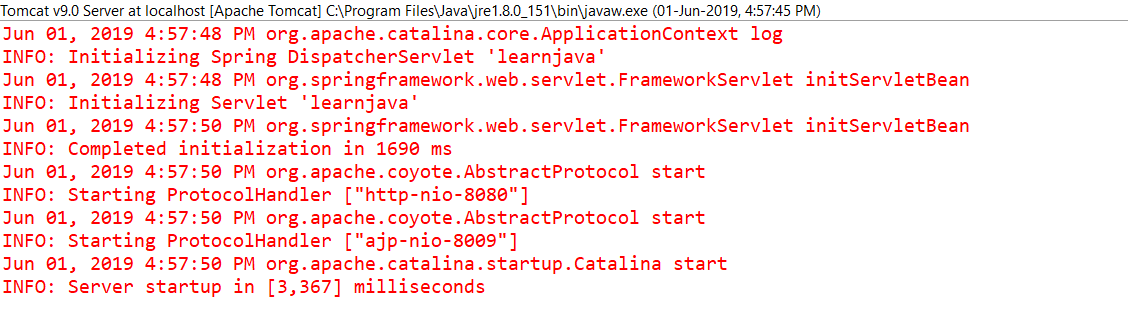 Tomcat v9.0 Server at localhost [Apache Tomcat] C:\Program Files\Java\jre1.8.0_151\bin\javaw.exe (01-Jun-2019, 4:57:45 PM)
Jun 01, 2019 4:57:48 PM org.apache.catalina.core.ApplicationContext log
INFO: Initializing Spring DispatcherServlet 'learnjava'
Jun 01, 2019 4:57:48 PM org.springframework.web.servlet.FrameworkServlet initServletBean
INFO: Initializing Servlet 'learnjava'
Jun 01, 2019 4:57:50 PM org.springframework.web.servlet.FrameworkServlet initServletBean
INFO: Completed initialization in 1690 ms
Jun 01, 2019 4:57:50 PM org.apache.coyote.AbstractProtocol start
INFO: Starting ProtocolHandler ["http-nio-8080"]
Jun 01, 2019 4:57:50 PM org.apache.coyote.AbstractProtocol start
INFO: Starting ProtocolHandler ["ajp-nio-8009"]
Jun 01, 2019 4:57:50 PM org.apache.catalina.startup.Catalina start
INFO: Server startup in [3,367] milliseconds